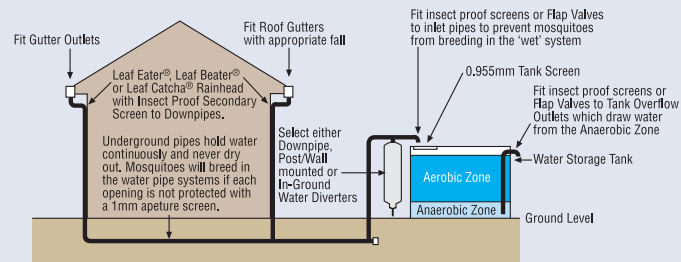 Fit Gutter Outlets
Fit Roof Gutters
with appropriate fall
Leaf Eater®, Leaf Beater®
or Leaf Catcha® Rainhead
with Insect Proof Secondary
Screen to Downpipes.
Underground pipes hold water
continuously and never dry
out. Mosquitoes will breed in
the water pipe systems if each
opening is not protected with
a 1mm apeture screen.
Select either
Downpipe,
Post/Wall
mounted or
In-Ground
Water Diverters
Fit insect proof screens or Flap Valves
to inlet pipes to prevent mosquitoes
from breeding in the ‘wet’ system
0.955mm Tank Screen
Fit insect proof screens or
Flap Valves to Tank Overflow
Outlets which draw water
from the Anaerobic Zone
Water Storage Tank
Aerobic Zone
Anaerobic Zone
Ground Level